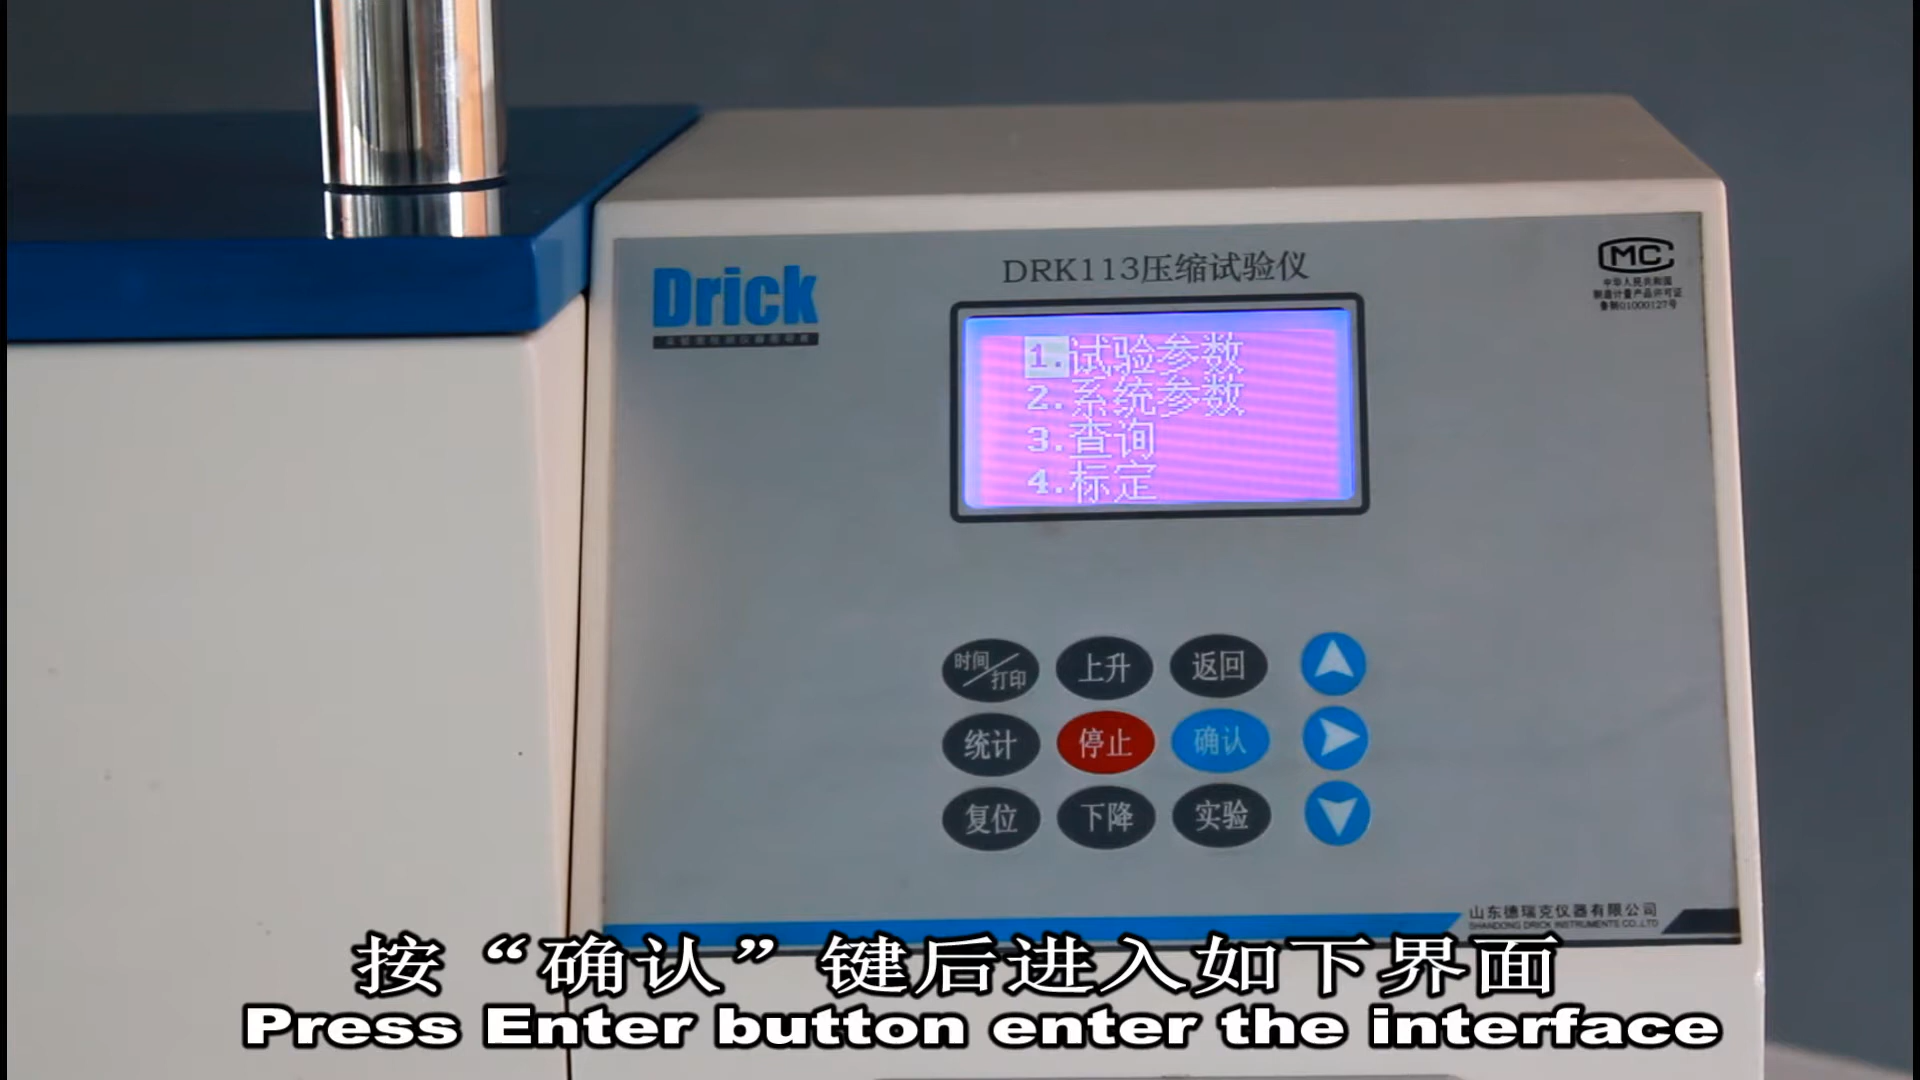 Drick
DRK113压缩试验仪
MC
中华人民共和国
制造计量产品许可证
鲁制01000127号
1.试验参数
2.系统参数
3.查询
4.标定
时间/打印
上升
返回
统计
停止
确认
复位
下降
实验
山东德瑞克仪器有限公司
SHANDONG DRICK INSTRUMENTS CO.,LTD
按“确认”键后进入如下界面
Press Enter button enter the interface